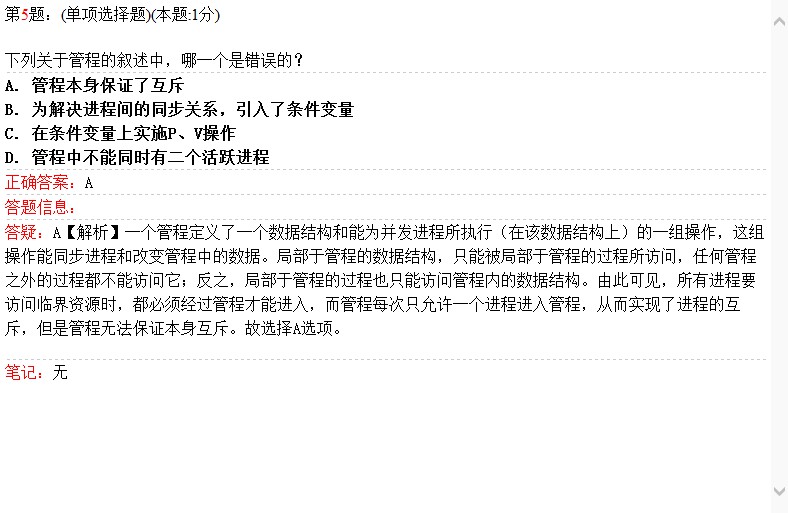 第5题：(单项选择题)(本题:1分)
下列关于管程的叙述中，哪一个是错误的？
A. 管程本身保证了互斥
B. 为解决进程间的同步关系，引入了条件变量
C. 在条件变量上实施P、V操作
D. 管程中不能同时有二个活跃进程
正确答案：A
答题信息：
答疑：A【解析】一个管程定义了一个数据结构和能为并发进程所执行（在该数据结构上）的一组操作，这组
操作能同步进程和改变管程中的数据。局部于管程的数据结构，只能被局部于管程的过程所访问，任何管程
之外的过程都不能访问它；反之，局部于管程的过程也只能访问管程内的数据结构。由此可见，所有进程要
访问临界资源时，都必须经过管程才能进入，而管程每次只允许一个进程进入管程，从而实现了进程的互
斥，但是管程无法保证本身互斥。故选择A选项。
笔记：无